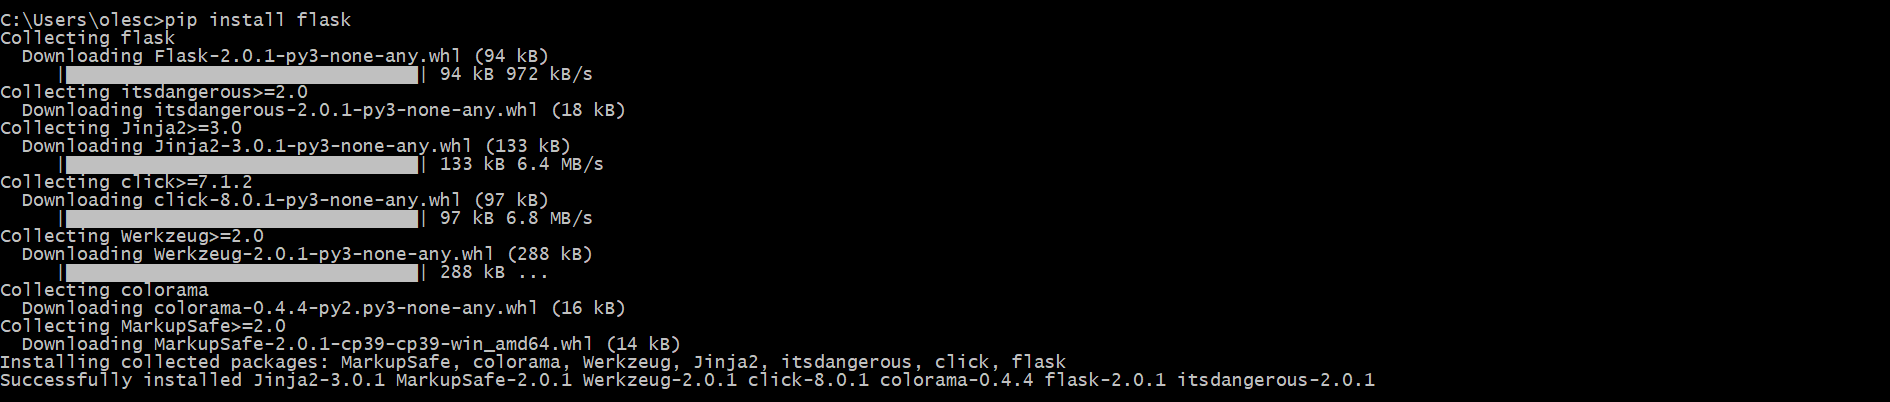 C:\Users\olesc>pip install flask
Collecting flask
  Downloading Flask-2.0.1-py3-none-any.whl (94 kB)
     |████████████████████████████████| 94 kB 972 kB/s
Collecting itsdangerous>=2.0
  Downloading itsdangerous-2.0.1-py3-none-any.whl (18 kB)
Collecting Jinja2>=3.0
  Downloading Jinja2-3.0.1-py3-none-any.whl (133 kB)
     |████████████████████████████████| 133 kB 6.4 MB/s
Collecting click>=7.1.2
  Downloading click-8.0.1-py3-none-any.whl (97 kB)
     |████████████████████████████████| 97 kB 6.8 MB/s
Collecting Werkzeug>=2.0
  Downloading Werkzeug-2.0.1-py3-none-any.whl (288 kB)
     |████████████████████████████████| 288 kB ...
Collecting colorama
  Downloading colorama-0.4.4-py2.py3-none-any.whl (16 kB)
Collecting MarkupSafe>=2.0
  Downloading MarkupSafe-2.0.1-cp39-cp39-win_amd64.whl (14 kB)
Installing collected packages: MarkupSafe, colorama, Werkzeug, Jinja2, itsdangerous, click, flask
Successfully installed Jinja2-3.0.1 MarkupSafe-2.0.1 Werkzeug-2.0.1 click-8.0.1 colorama-0.4.4 flask-2.0.1 itsdangerous-2.0.1